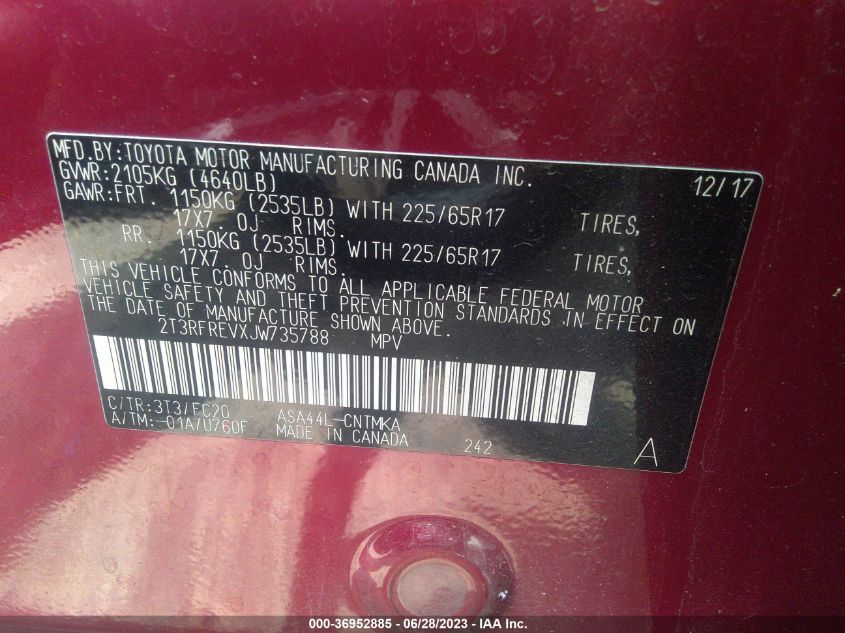 MFD.BY:TOYOTA MOTOR MANUFACTURING CANADA INC. 12/17
GVWR:2105KG (4640LB)
GAWR:FRT. 1150KG (2535LB) WITH 225/65R17 TIRES,
17X7. OJ RIMS.
RR. 1150KG (2535LB) WITH 225/65R17 TIRES,
17X7 OJ RIMS.
THIS VEHICLE CONFORMS TO ALL APPLICABLE FEDERAL MOTOR
VEHICLE SAFETY AND THEFT PREVENTION STANDARDS IN EFFECT ON
THE DATE OF MANUFACTURE SHOWN ABOVE.
2T3RFREVXJW735788 MPV
C/TR:3T3/FC20 ASA44L-CNTMKA
A/TM:-01A/U760F MADE IN CANADA 242 A
000-36952885 - 06/28/2023 - IAA Inc.